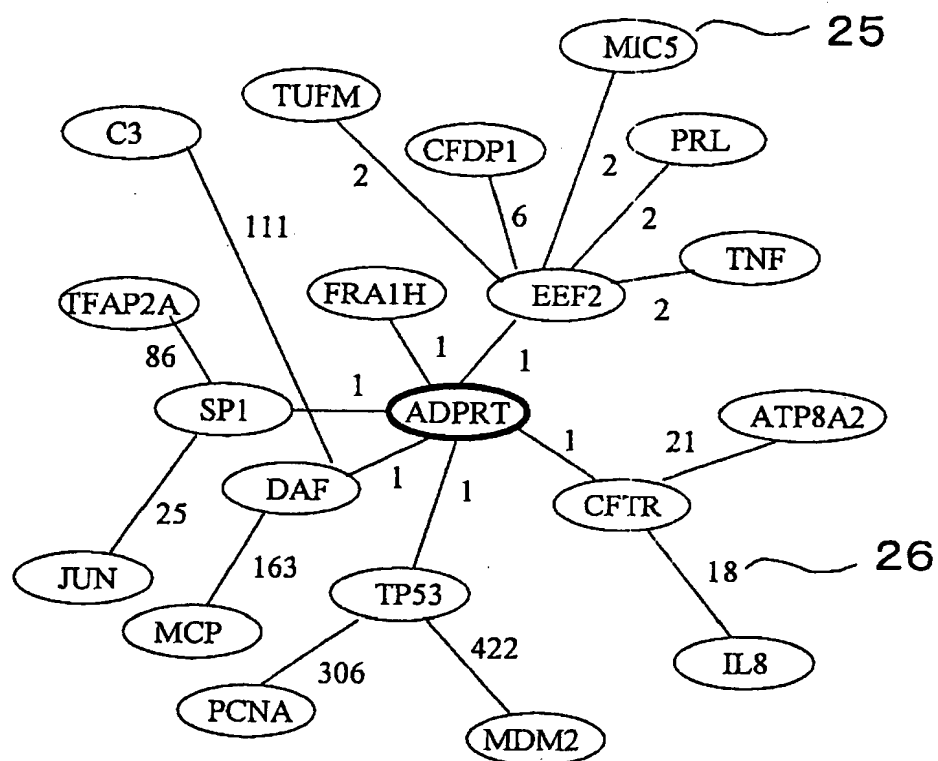 MIC5 25
TUFM
C3
CFDP1
PRL
2
2
6
2
111
TNF
FRA1H
EEF2
2
TFAP2A
86
1
1
1
SP1
ADPRT
ATP8A2
1
21
DAF
1
1
CFTR
25
163
18 26
JUN
TP53
MCP
422
306
IL8
PCNA
MDM2